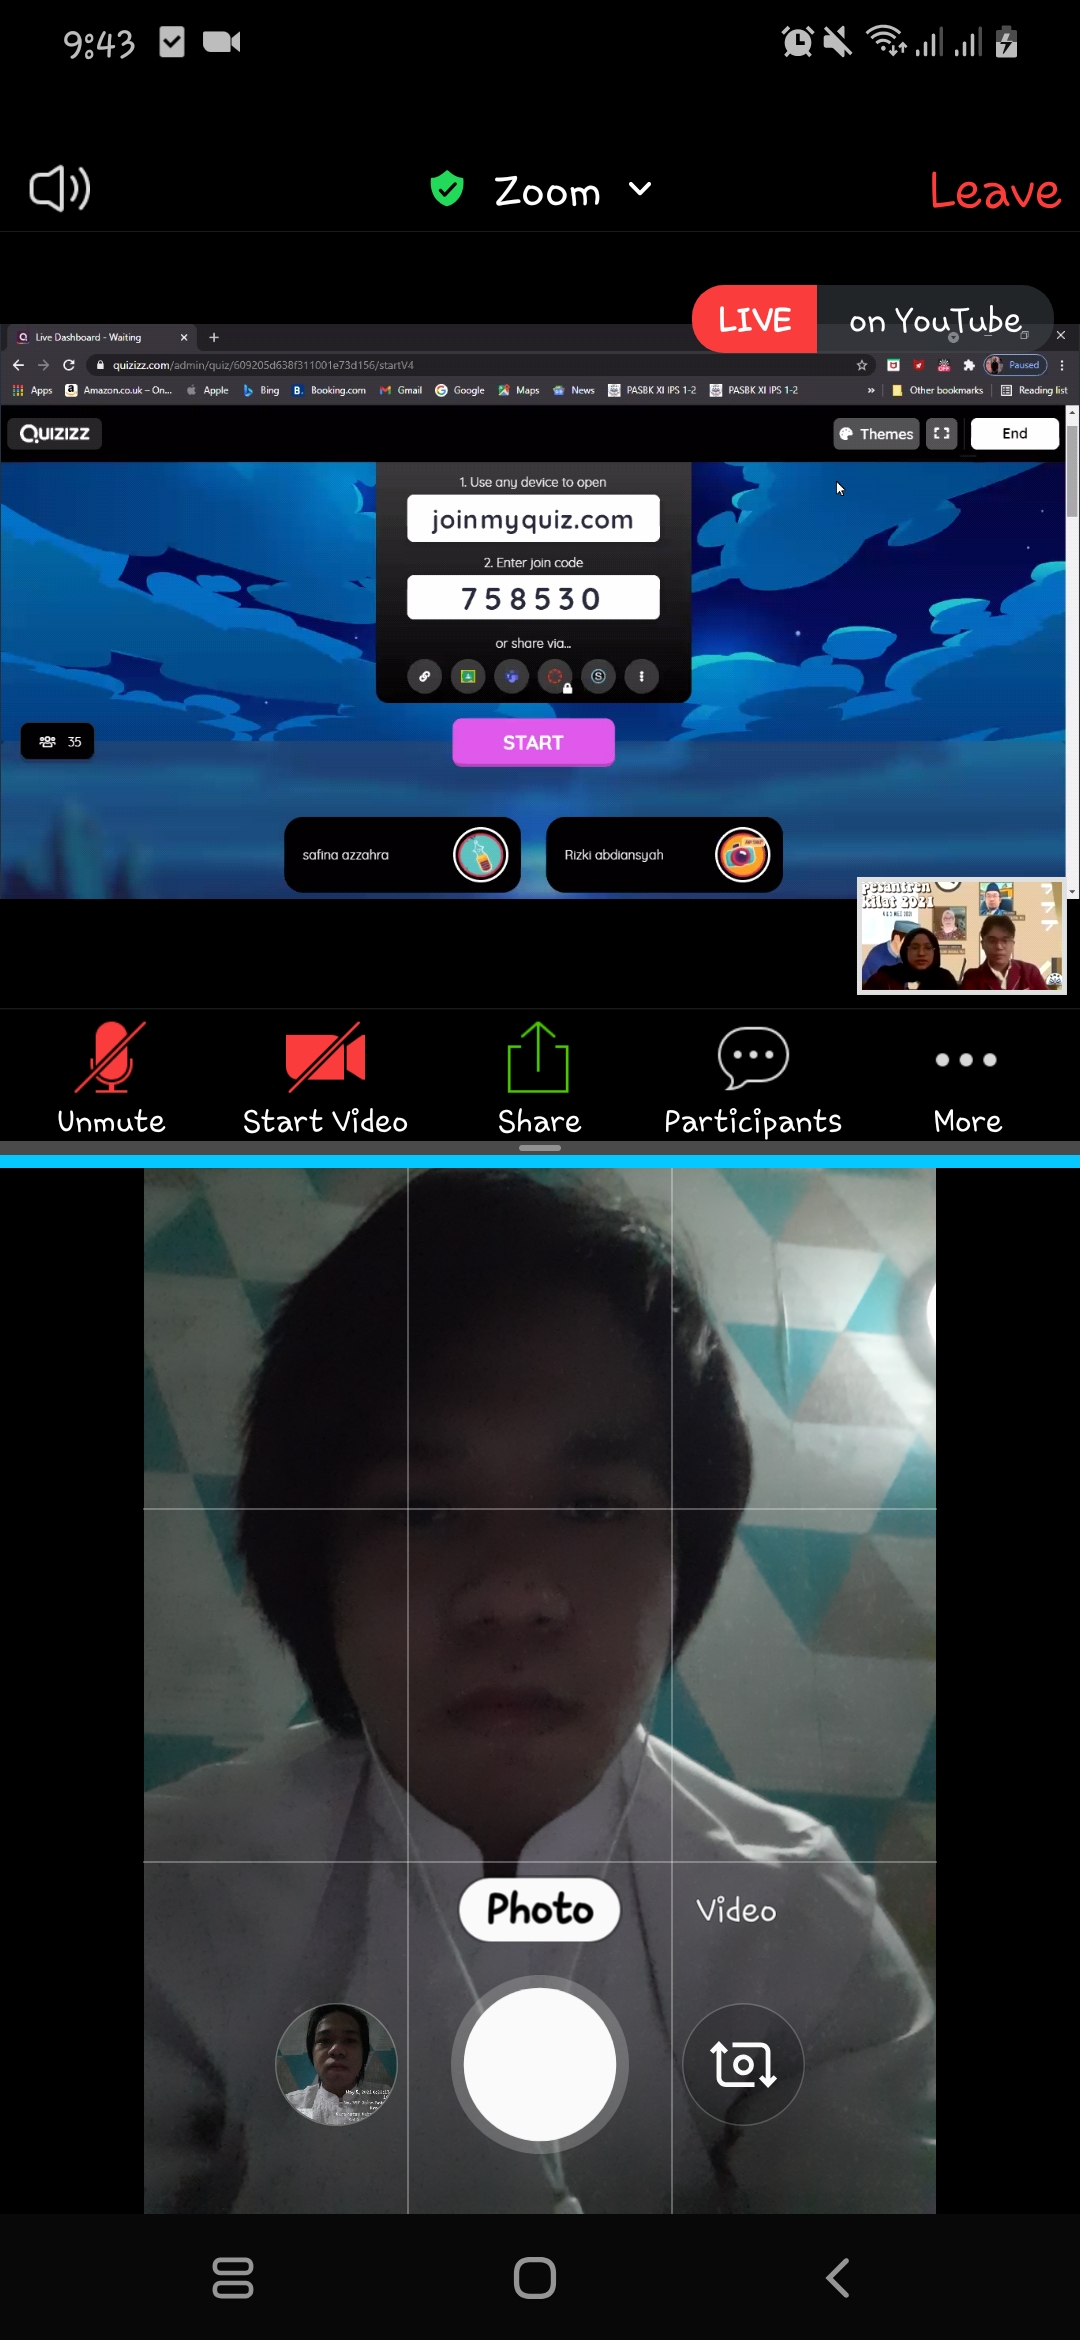 9:43
Zoom
Leave
LIVE on YouTube
Live Dashboard - Waiting
quizizz.com/admin/quiz/609205d638f311001e73d156/startV4
Paused
Apps Amazon.co.uk – On... Apple Bing Booking.com Gmail Google Maps News PASBK XI IPS 1-2 PASBK XI IPS 1-2 » Other bookmarks Reading list
Quizizz
Themes
End
1. Use any device to open
joinmyquiz.com
2. Enter join code
758530
or share via...
35
START
safina azzahra
Rizki abdiansyah
pesantren
kilat 2021
Unmute
Start Video
Share
Participants
More
Photo
Video